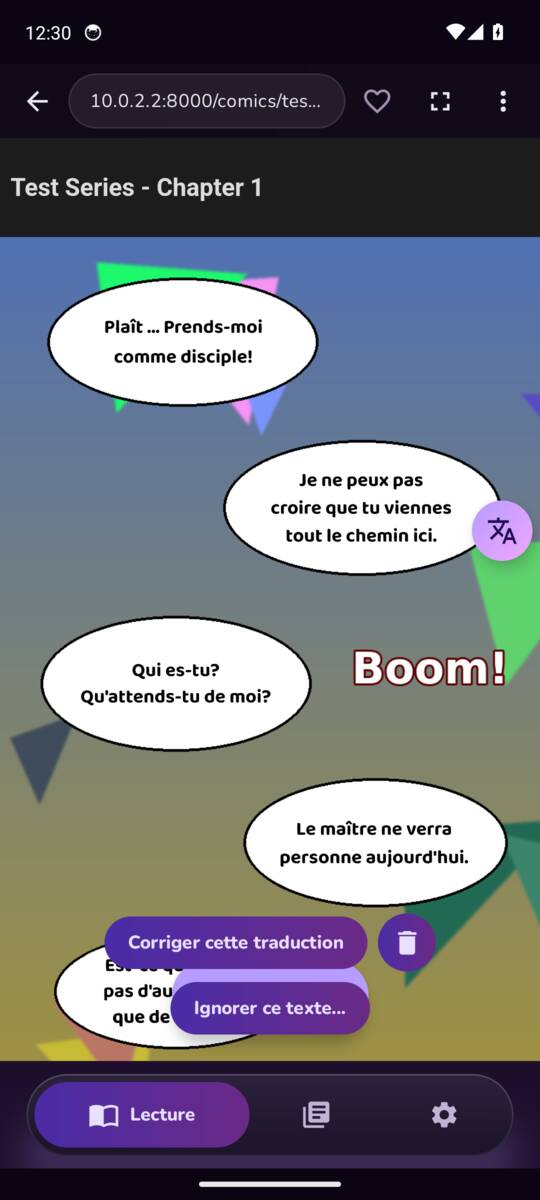 12:30
10.0.2.2:8000/comics/tes...
Test Series - Chapter 1
Plaît ... Prends-moi
comme disciple!
Je ne peux pas
croire que tu viennes
tout le chemin ici.
Qui es-tu?
Qu'attends-tu de moi?
Boom!
Le maître ne verra
personne aujourd'hui.
Corriger cette traduction
pas d'au
que de
Ignorer ce texte...
Lecture